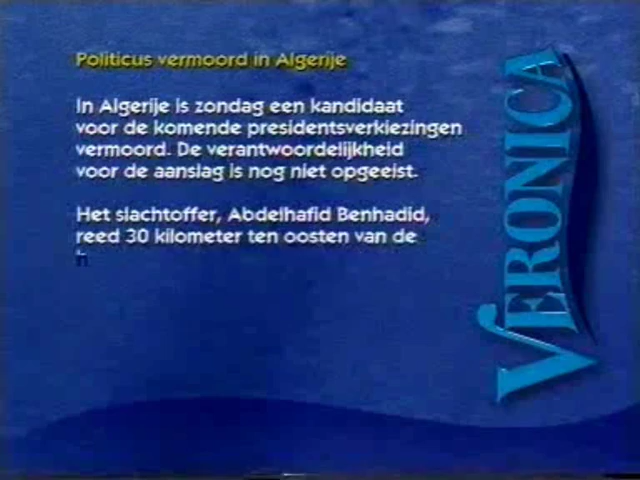 Politicus vermoord in Algerije
In Algerije is zondag een kandidaat
voor de komende presidentsverkiezingen
vermoord. De verantwoordelijkheid
voor de aanslag is nog niet opgeeist.
Het slachtoffer, Abdelhafid Benhadid,
reed 30 kilometer ten oosten van de
h
VERONICA